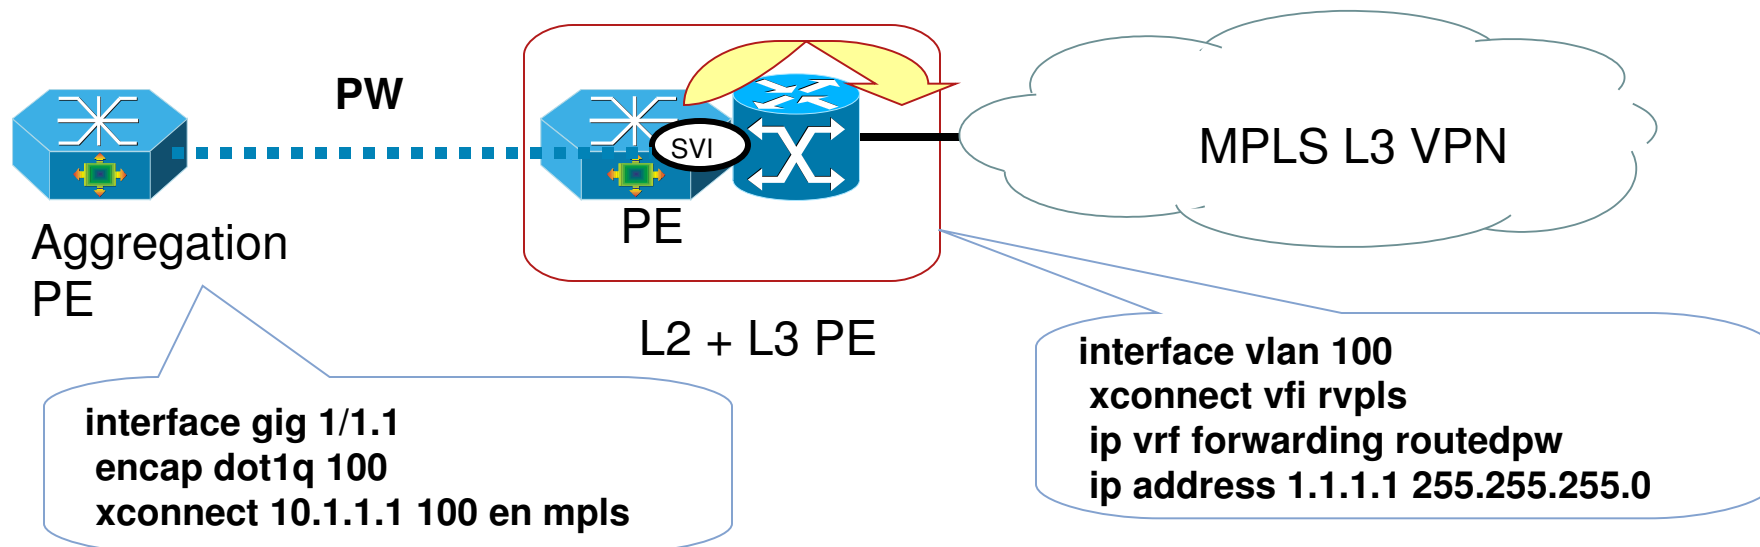 PW
SVI
MPLS L3 VPN
PE
Aggregation
PE
L2 + L3 PE
interface gig 1/1.1
encap dot1q 100
xconnect 10.1.1.1 100 en mpls
interface vlan 100
xconnect vfi rvpls
ip vrf forwarding routedpw
ip address 1.1.1.1 255.255.255.0